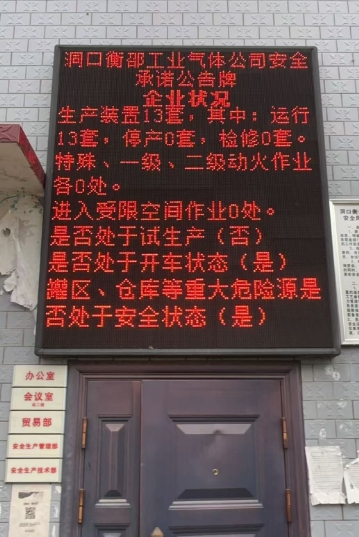 洞口衡邵工业气体公司安全
承诺公告牌
企业状况
生产装置13套，其中：运行
13套，停产0套，检修0套。
特殊、一级、二级动火作业
各0处。
进入受限空间作业0处。
是否处于试生产（否）
是否处于开车状态（是）
罐区、仓库等重大危险源是
否处于安全状态（是）
办公室
会议室
贸易部
安全生产管理部
安全生产技术部